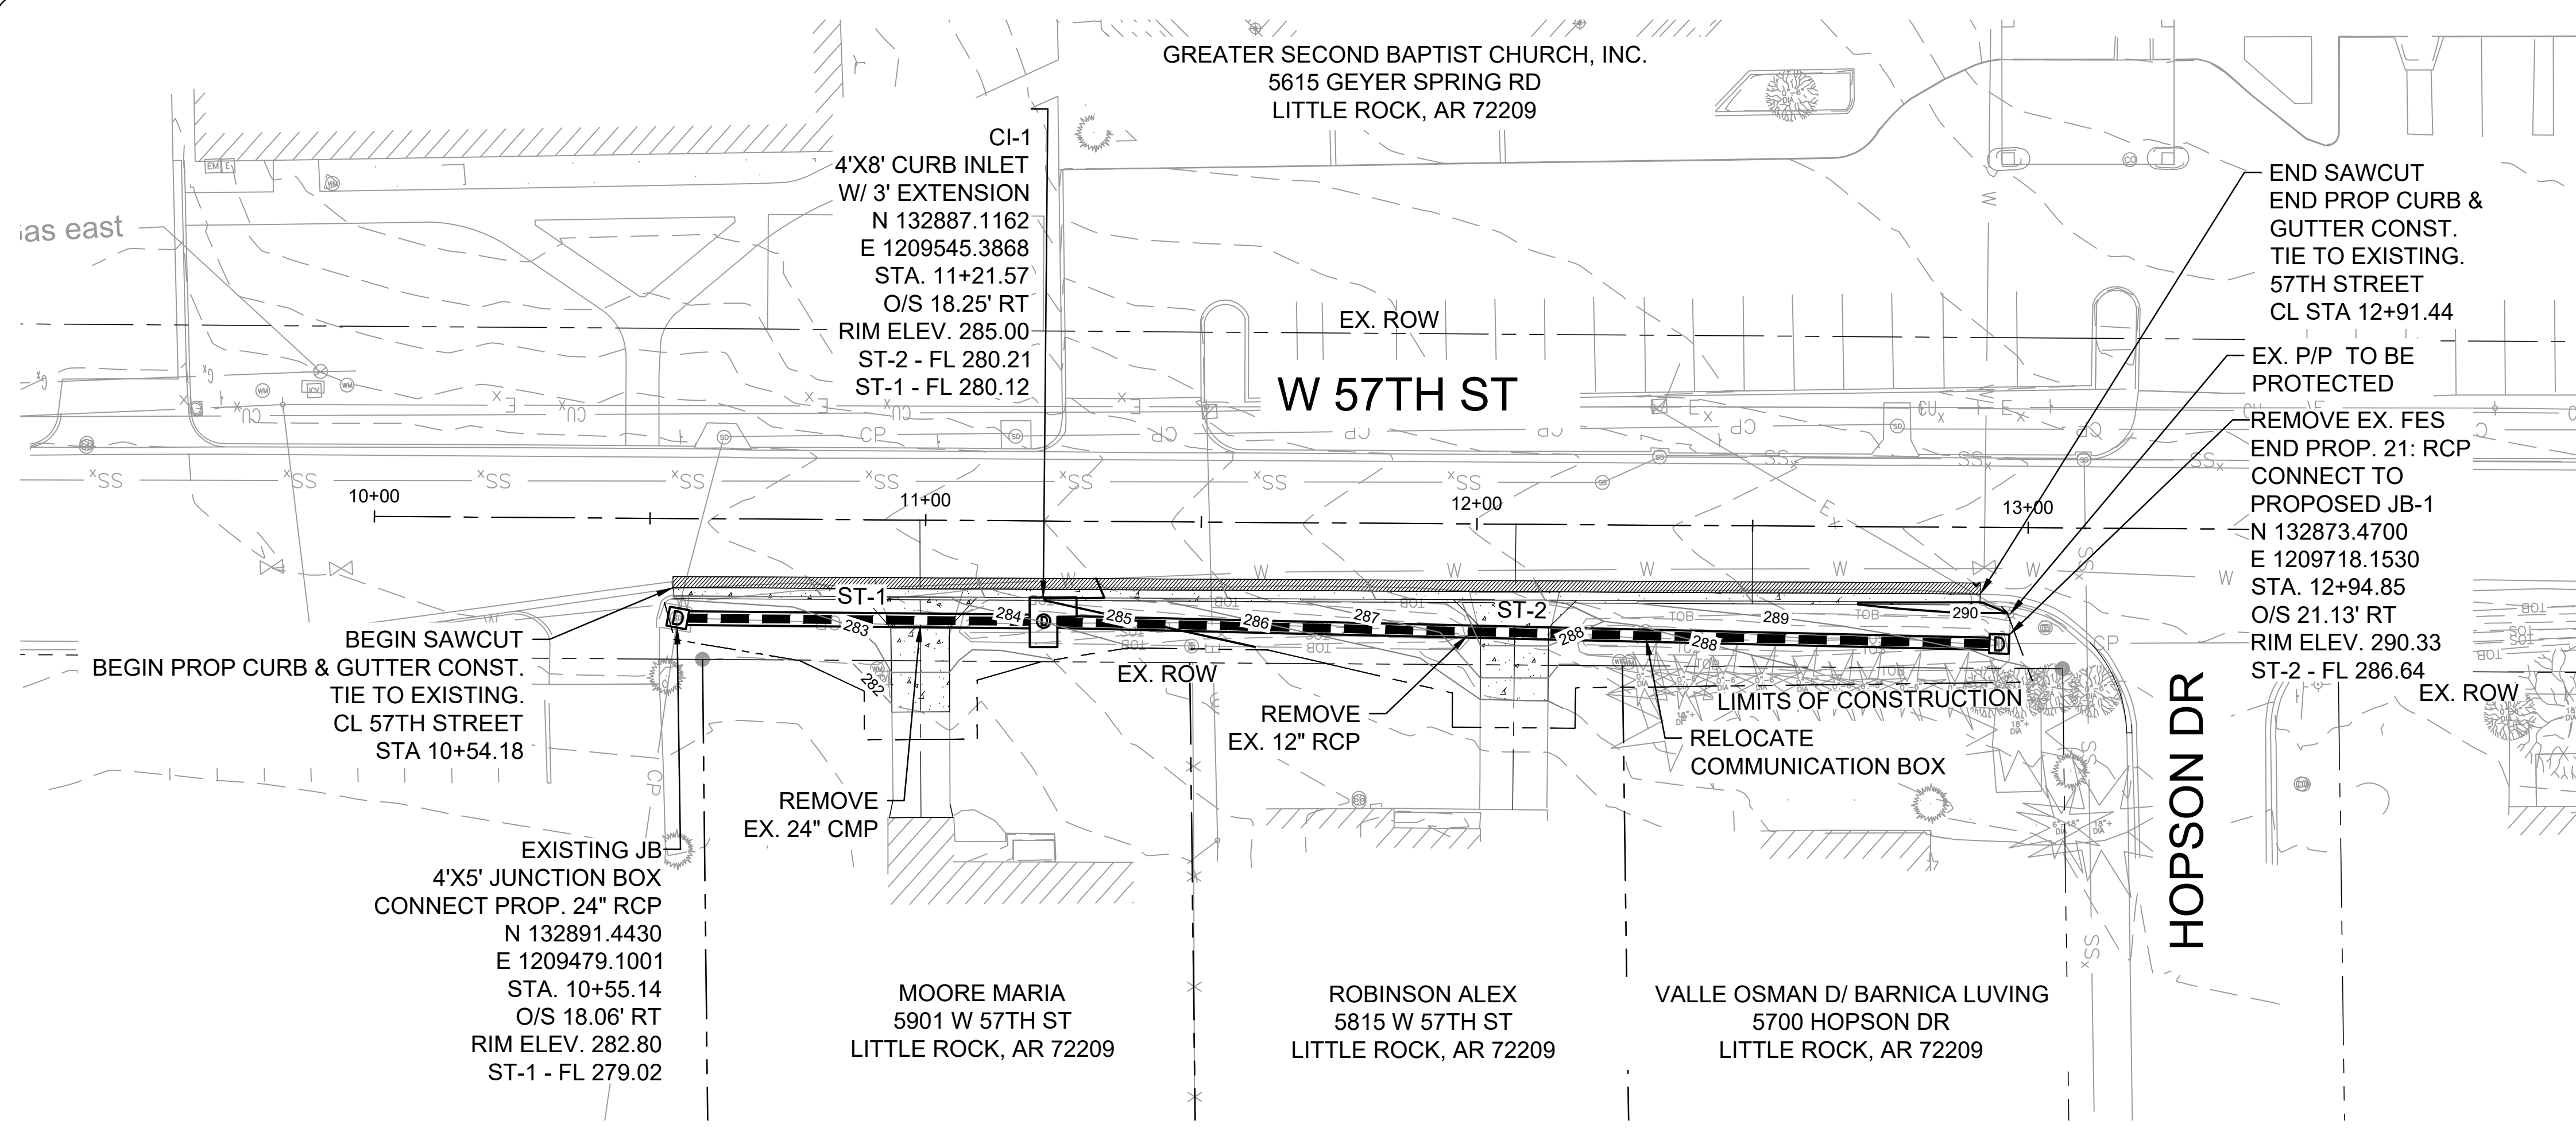 GREATER SECOND BAPTIST CHURCH, INC.
5615 GEYER SPRING RD
LITTLE ROCK, AR 72209
CI-1
4'X8' CURB INLET
W/ 3' EXTENSION
N 132887.1162
E 1209545.3868
STA. 11+21.57
O/S 18.25' RT
RIM ELEV. 285.00
ST-2 - FL 280.21
ST-1 - FL 280.12
as east
END SAWCUT
END PROP CURB &
GUTTER CONST.
TIE TO EXISTING.
57TH STREET
CL STA 12+91.44
EX. ROW
W 57TH ST
EX. P/P TO BE
PROTECTED
REMOVE EX. FES
END PROP. 21: RCP
CONNECT TO
PROPOSED JB-1
N 132873.4700
E 1209718.1530
STA. 12+94.85
O/S 21.13' RT
RIM ELEV. 290.33
ST-2 - FL 286.64
EX. ROW
10+00
11+00
12+00
13+00
ST-1
ST-2
282
283
284
285
286
287
288
288
289
290
BEGIN SAWCUT
BEGIN PROP CURB & GUTTER CONST.
TIE TO EXISTING.
CL 57TH STREET
STA 10+54.18
EX. ROW
REMOVE
EX. 12" RCP
LIMITS OF CONSTRUCTION
RELOCATE
COMMUNICATION BOX
REMOVE
EX. 24" CMP
HOPSON DR
EXISTING JB
4'X5' JUNCTION BOX
CONNECT PROP. 24" RCP
N 132891.4430
E 1209479.1001
STA. 10+55.14
O/S 18.06' RT
RIM ELEV. 282.80
ST-1 - FL 279.02
MOORE MARIA
5901 W 57TH ST
LITTLE ROCK, AR 72209
ROBINSON ALEX
5815 W 57TH ST
LITTLE ROCK, AR 72209
VALLE OSMAN D/ BARNICA LUVING
5700 HOPSON DR
LITTLE ROCK, AR 72209